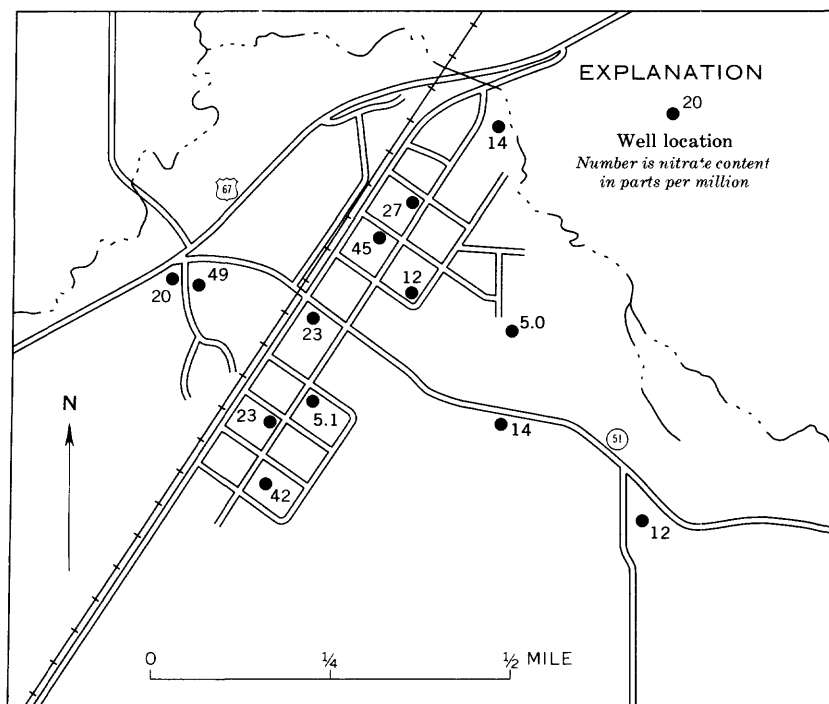 EXPLANATION
20
Well location
Number is nitrate content
in parts per million
14
67
27
45
12
49
20
23
5.0
5.1
23
14
51
42
12
N
0 1/4 1/2 MILE